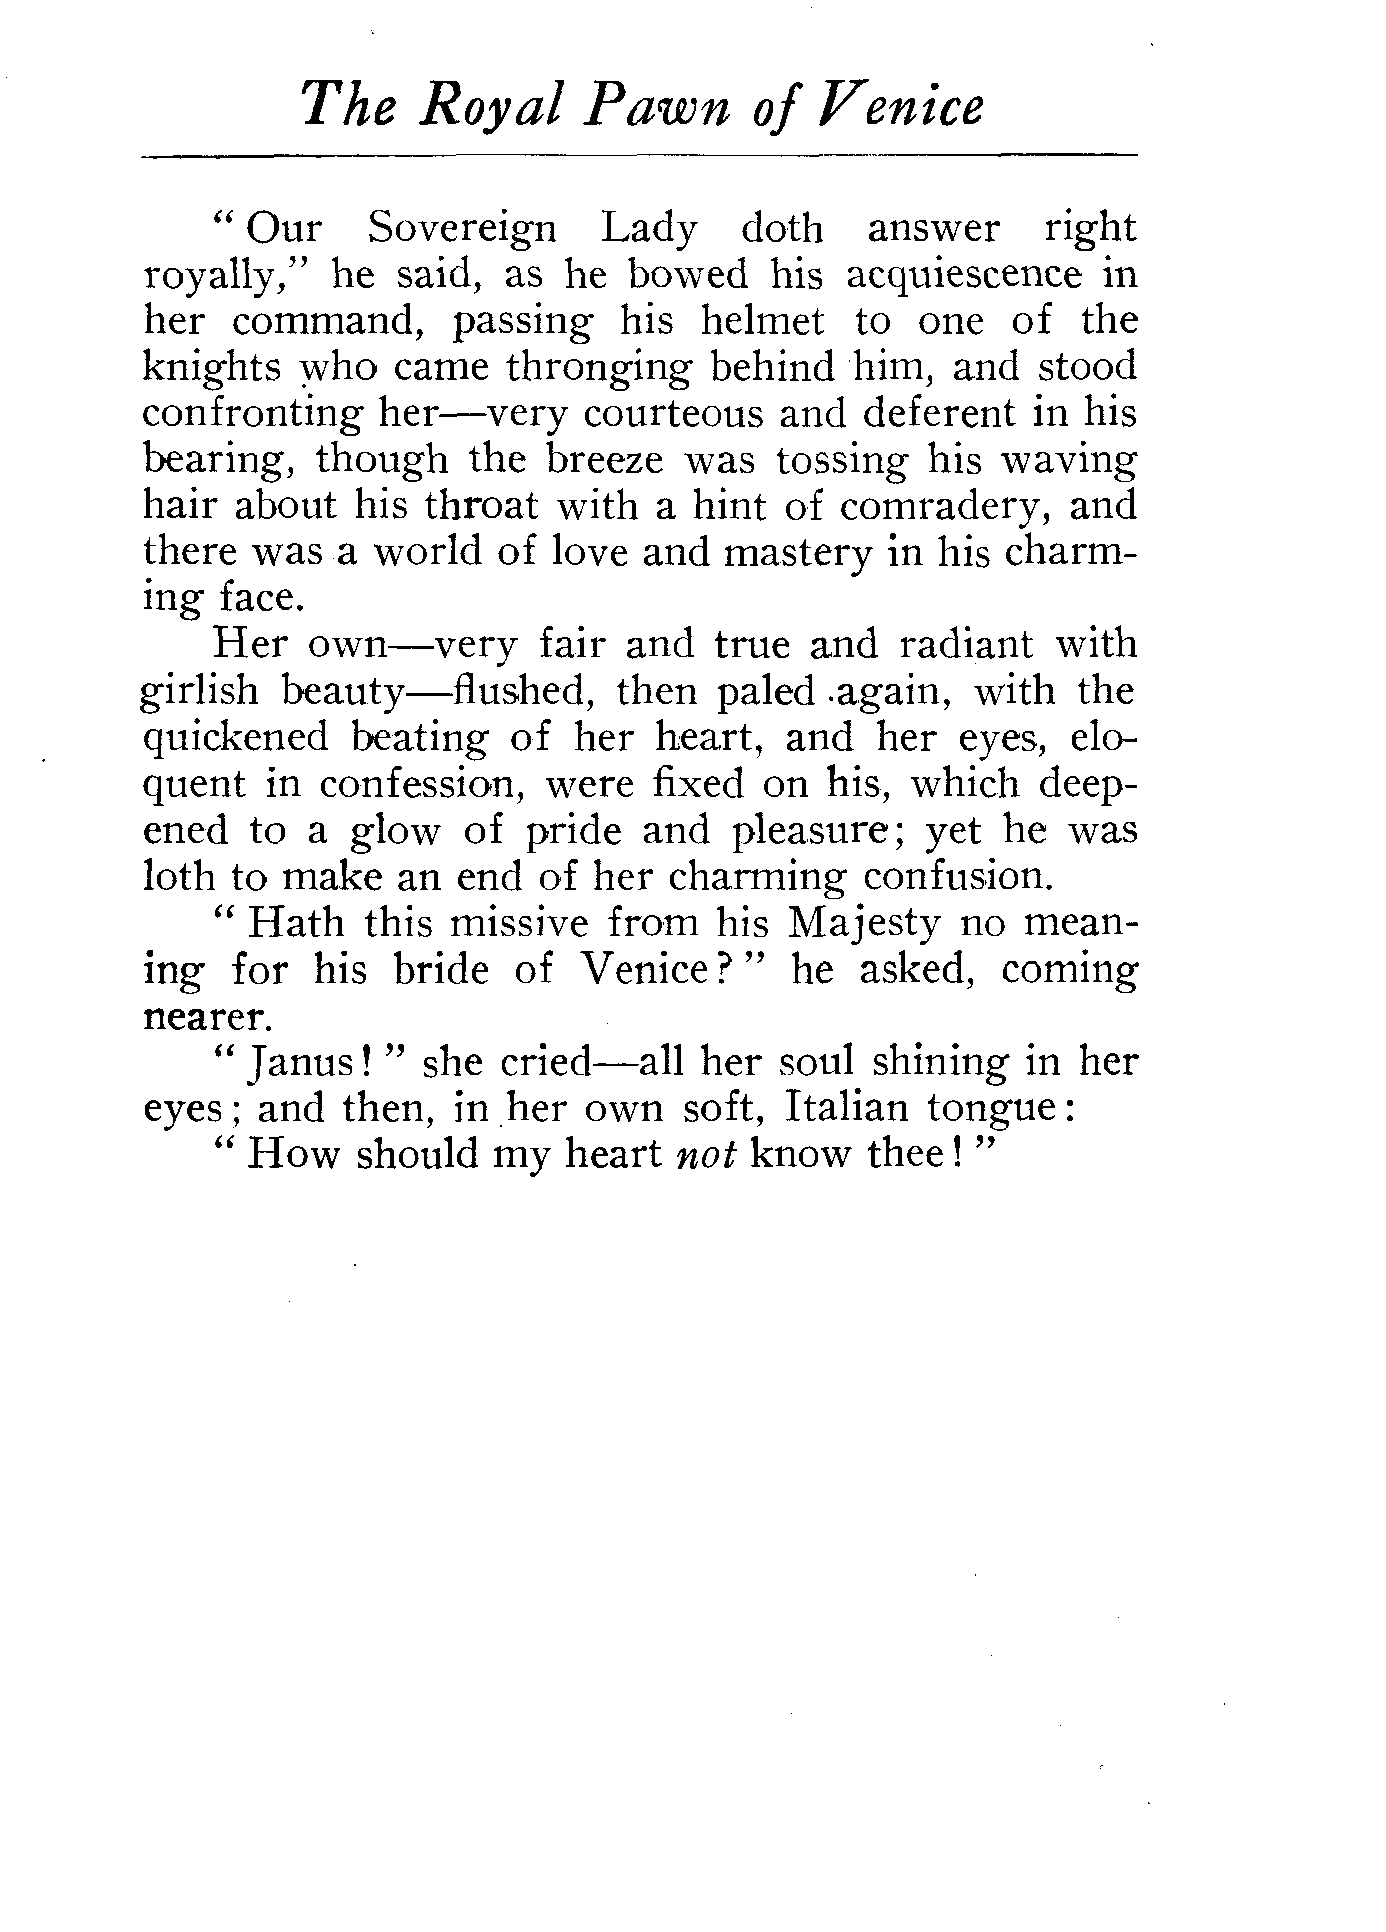 The Royal Pawn of Venice
“ Our Sovereign Lady doth answer right
royally,” he said, as he bowed his acquiescence in
her command, passing his helmet to one of the
knights who came thronging behind him, and stood
confronting her—very courteous and deferent in his
bearing, though the breeze was tossing his waving
hair about his throat with a hint of comradery, and
there was a world of love and mastery in his charm-
ing face.
Her own—very fair and true and radiant with
girlish beauty—flushed, then paled again, with the
quickened beating of her heart, and her eyes, elo-
quent in confession, were fixed on his, which deep-
ened to a glow of pride and pleasure; yet he was
loth to make an end of her charming confusion.
“ Hath this missive from his Majesty no mean-
ing for his bride of Venice? ” he asked, coming
nearer.
“ Janus! ” she cried—all her soul shining in her
eyes; and then, in her own soft, Italian tongue:
“ How should my heart not know thee! ”